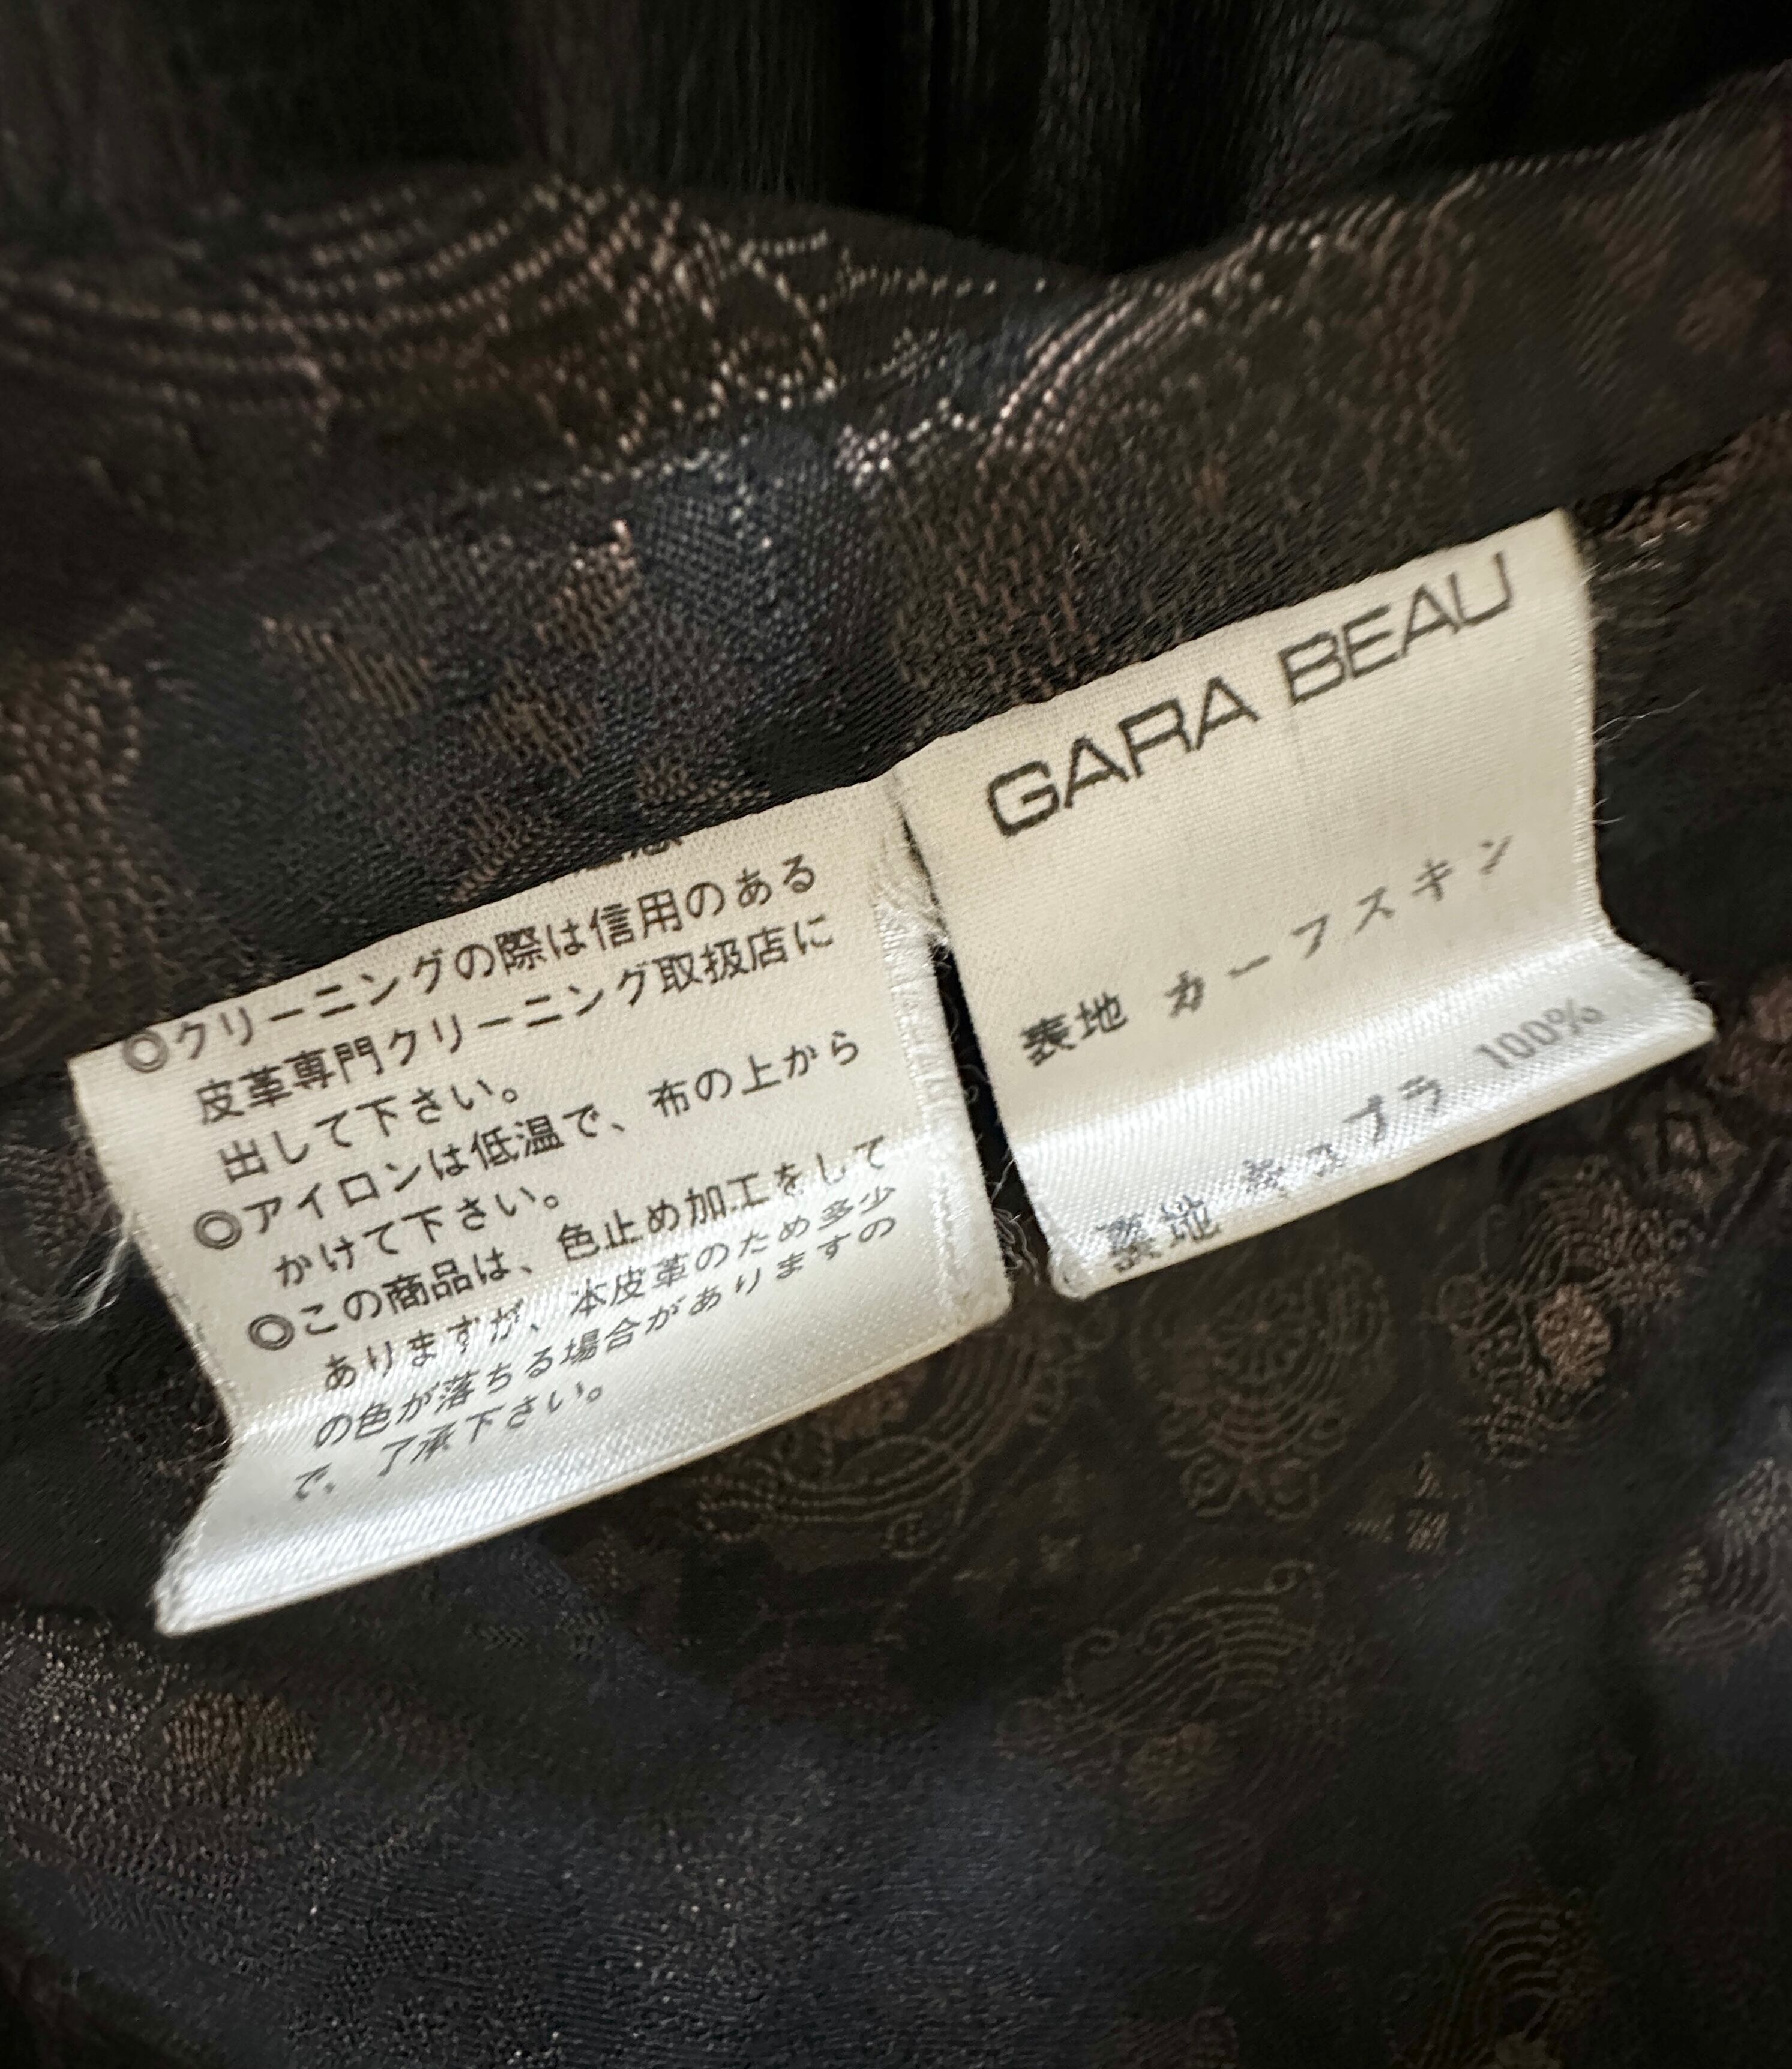 ◎クリーニングの際は信用のある
皮革専門クリーニング取扱店に
出して下さい。
◎アイロンは低温で、布の上から
かけて下さい。
◎この商品は、色止め加工をして
ありますが、本皮革のため多少
の色が落ちる場合がありますの
で、了承下さい。
GARA BEAU
表地 カーフスキン
裏地 キュプラ 100%